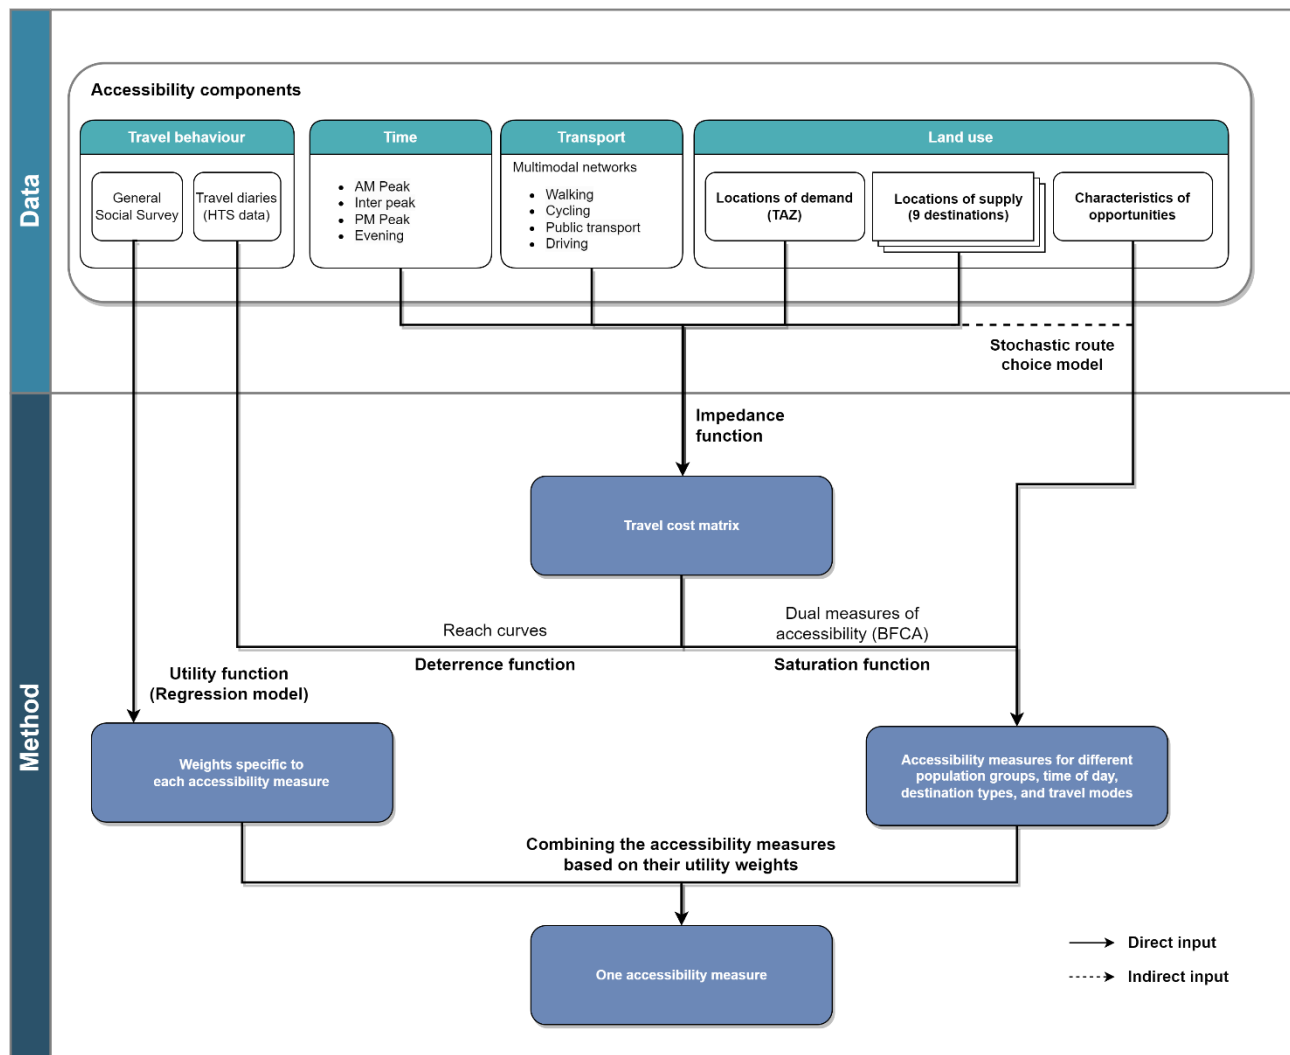 Data
Accessibility components
Travel behaviour
General
Social Survey
Travel diaries
(HTS data)
Time
• AM Peak
• Inter peak
• PM Peak
• Evening
Transport
Multimodal networks
• Walking
• Cycling
• Public transport
• Driving
Land use
Locations of demand
(TAZ)
Locations of supply
(9 destinations)
Characteristics of
opportunities
Stochastic route
choice model
Method
Impedance
function
Travel cost matrix
Reach curves
Deterrence function
Dual measures of
accessibility (BFCA)
Saturation function
Utility function
(Regression model)
Weights specific to
each accessibility measure
Accessibility measures for different
population groups, time of day,
destination types, and travel modes
Combining the accessibility measures
based on their utility weights
One accessibility measure
Direct input
Indirect input